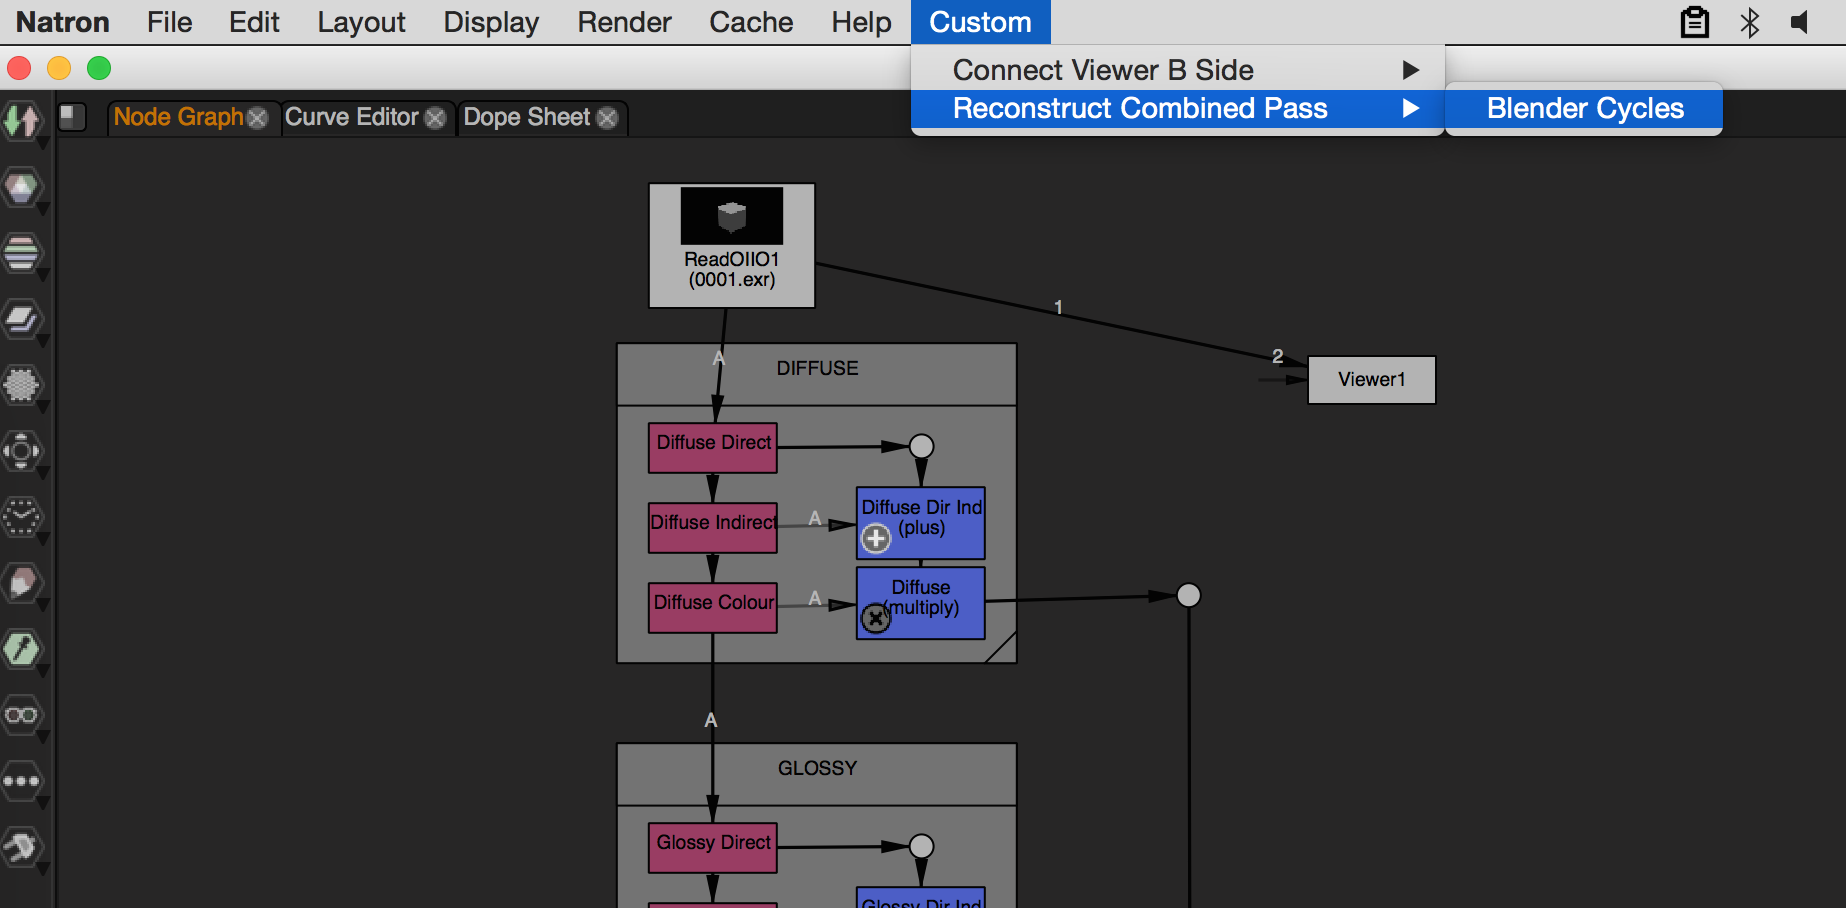 Natron File Edit Layout Display Render Cache Help Custom
Connect Viewer B Side
Reconstruct Combined Pass
Blender Cycles
Node Graph Curve Editor Dope Sheet
ReadOIIO1
(0001.exr)
1
2
Viewer1
A
DIFFUSE
Diffuse Direct
Diffuse Indirect
A
Diffuse Dir Ind
(plus)
Diffuse Colour
A
Diffuse
(multiply)
A
GLOSSY
Glossy Direct
Glossy Dir Ind